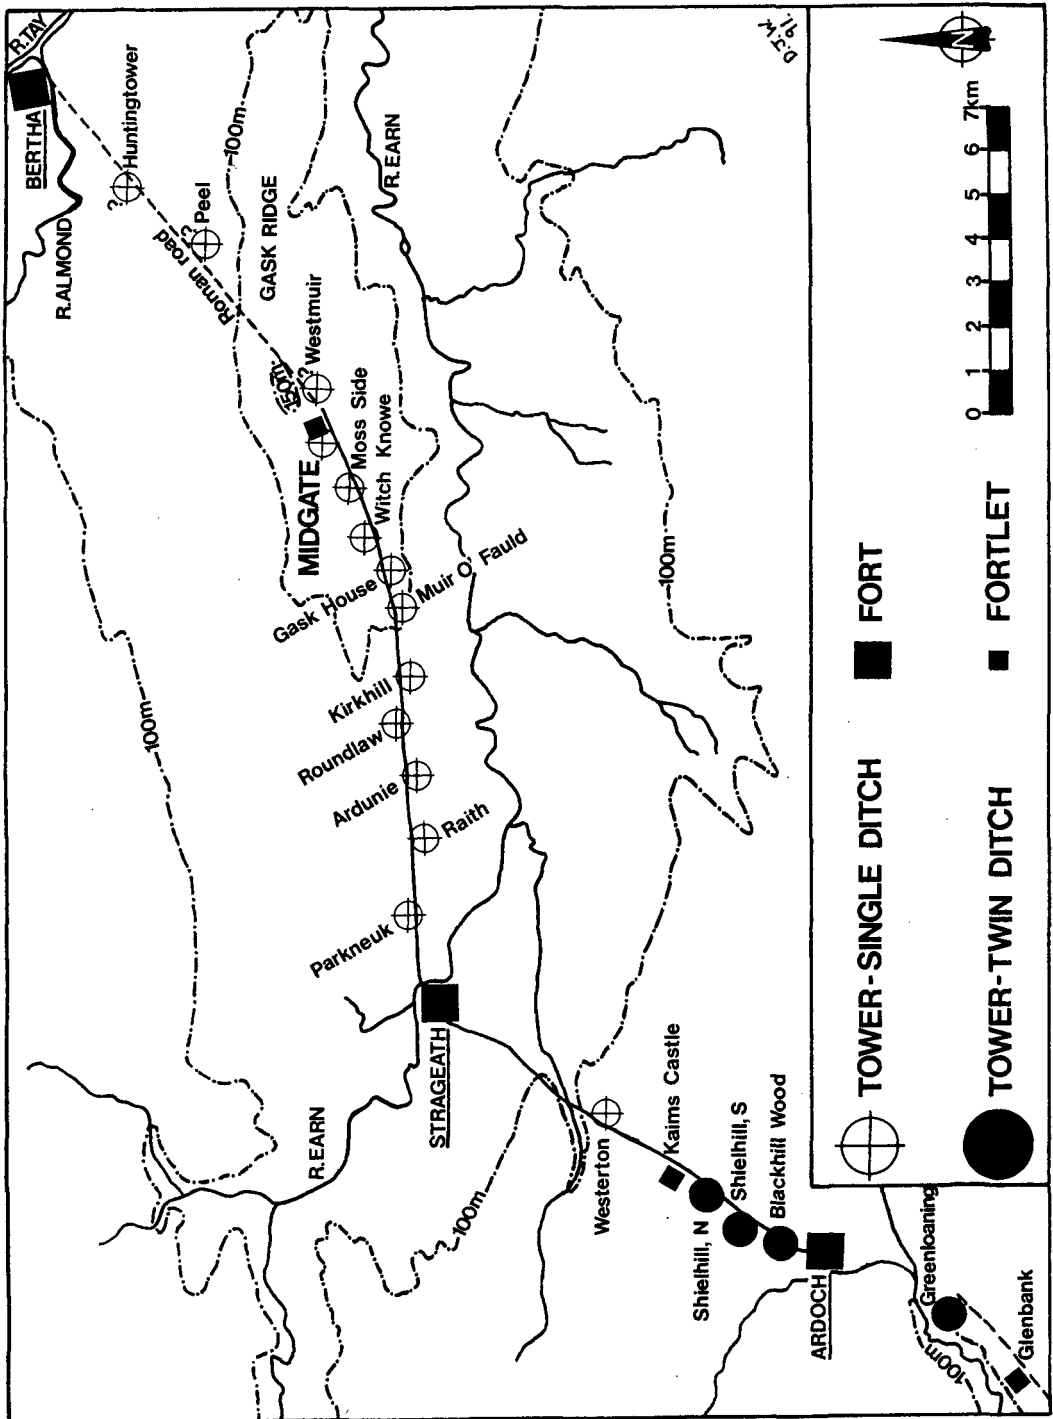 R.TAY
BERTHA
Huntingtower
?
R.ALMOND
Peel
?
Roman road
100m
GASK RIDGE
150m
?
Westmuir
R.EARN
MIDGATE
Moss Side
Witch Knowe
Gask House
Muir O' Fauld
100m
Kirkhill
Roundlaw
Ardunie
Raith
Parkneuk
STRAGEATH
R.EARN
100m
100m
Westerton
Kaims Castle
Shielhill, N
Shielhill, S
Blackhill Wood
ARDOCH
Greenloaning
100m
Glenbank
D.J.W.
91.
N
0 1 2 3 4 5 6 7km
TOWER-SINGLE DITCH
FORT
TOWER-TWIN DITCH
FORTLET